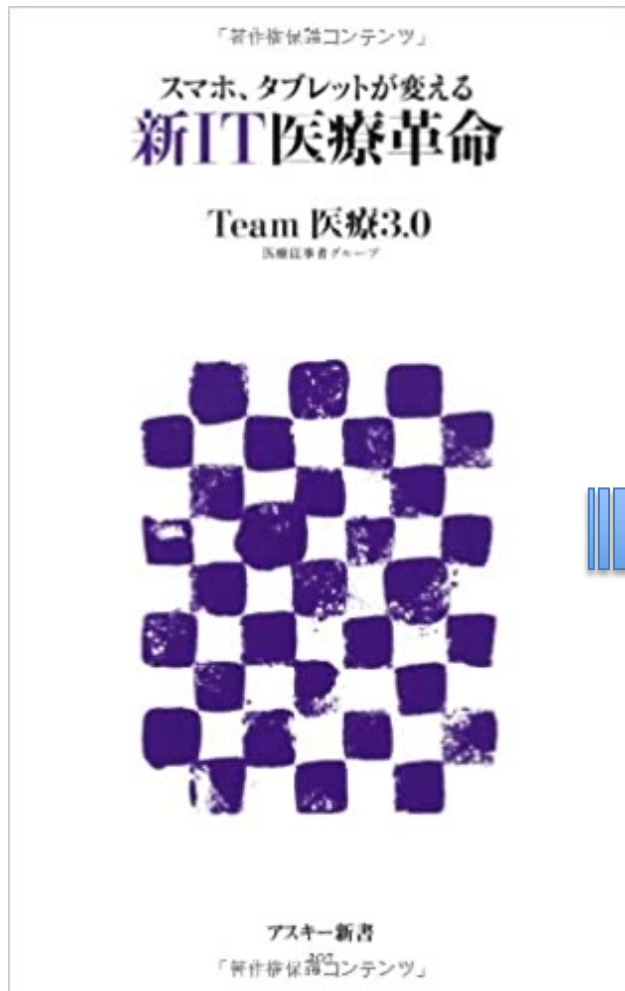 「著作権保護コンテンツ」
スマホ、タブレットが変える
新IT医療革命
Team 医療3.0
医療従事者グループ
アスキー新書
「著作権保護コンテンツ」